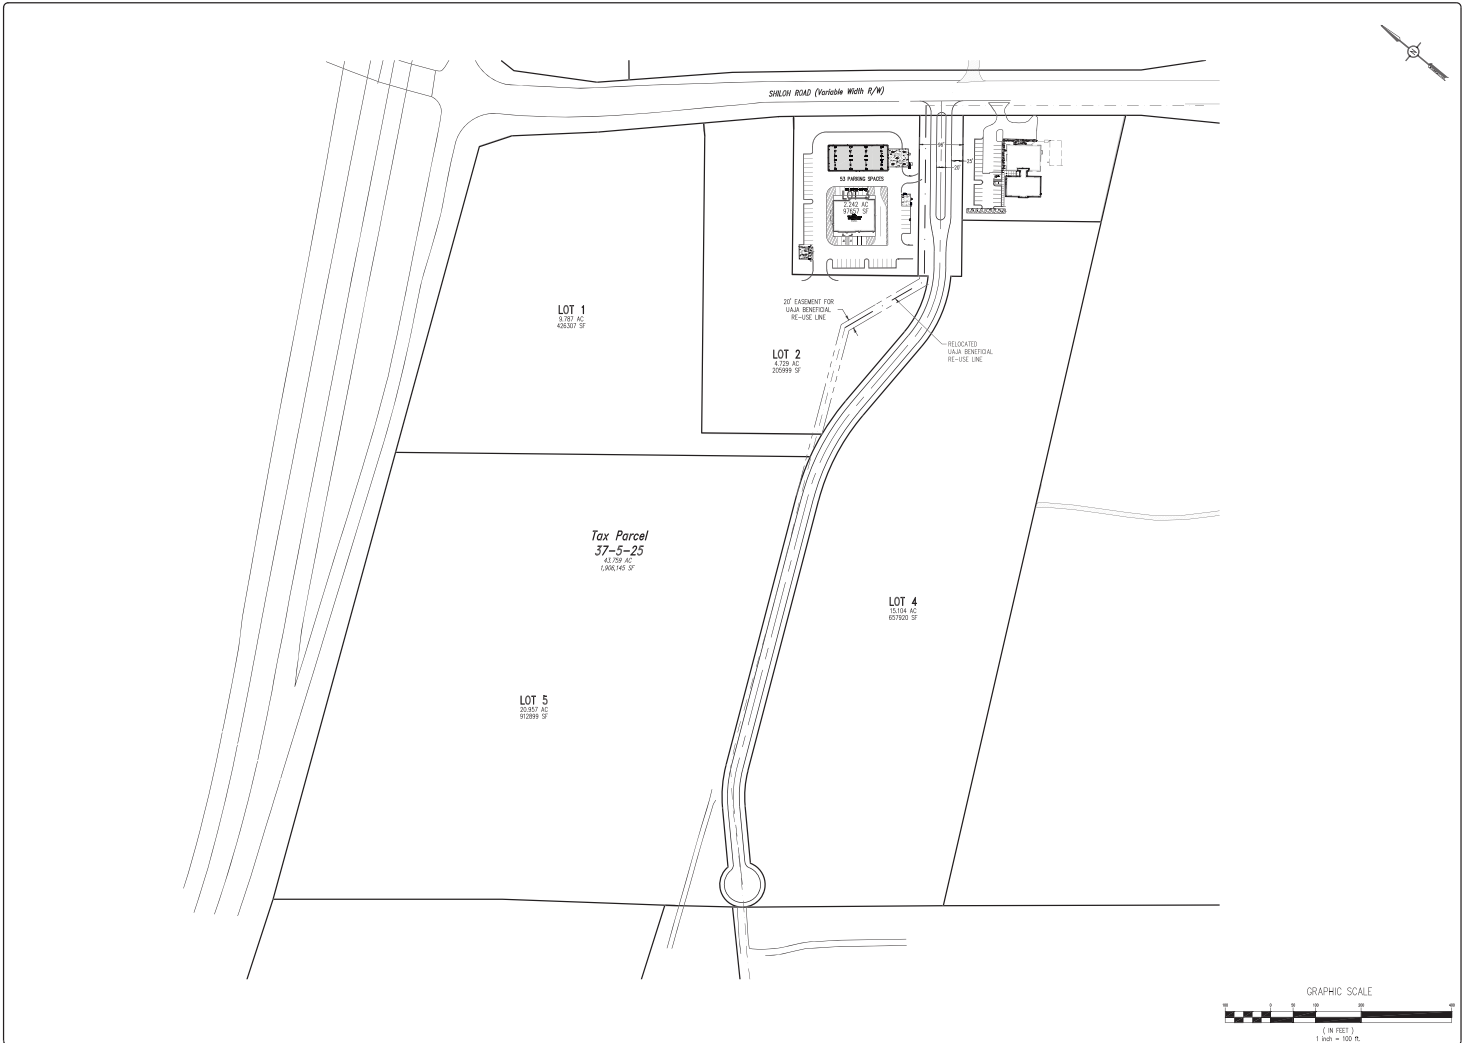 SHILOH ROAD (Variable Width R/W)
96'
25'
20'
53 PARKING SPACES
LOT 3
2.242 AC
97657 SF
LOT 1
9.787 AC
426307 SF
20' EASEMENT FOR
UAJA BENEFICIAL
RE-USE LINE
RELOCATED
UAJA BENEFICIAL
RE-USE LINE
LOT 2
4.729 AC
205999 SF
Tax Parcel
37-5-25
43.759 AC
1,906,145 SF
LOT 4
15.104 AC
657920 SF
LOT 5
20.957 AC
912899 SF
GRAPHIC SCALE
100 0 50 100 200 400
( IN FEET )
1 inch = 100 ft.